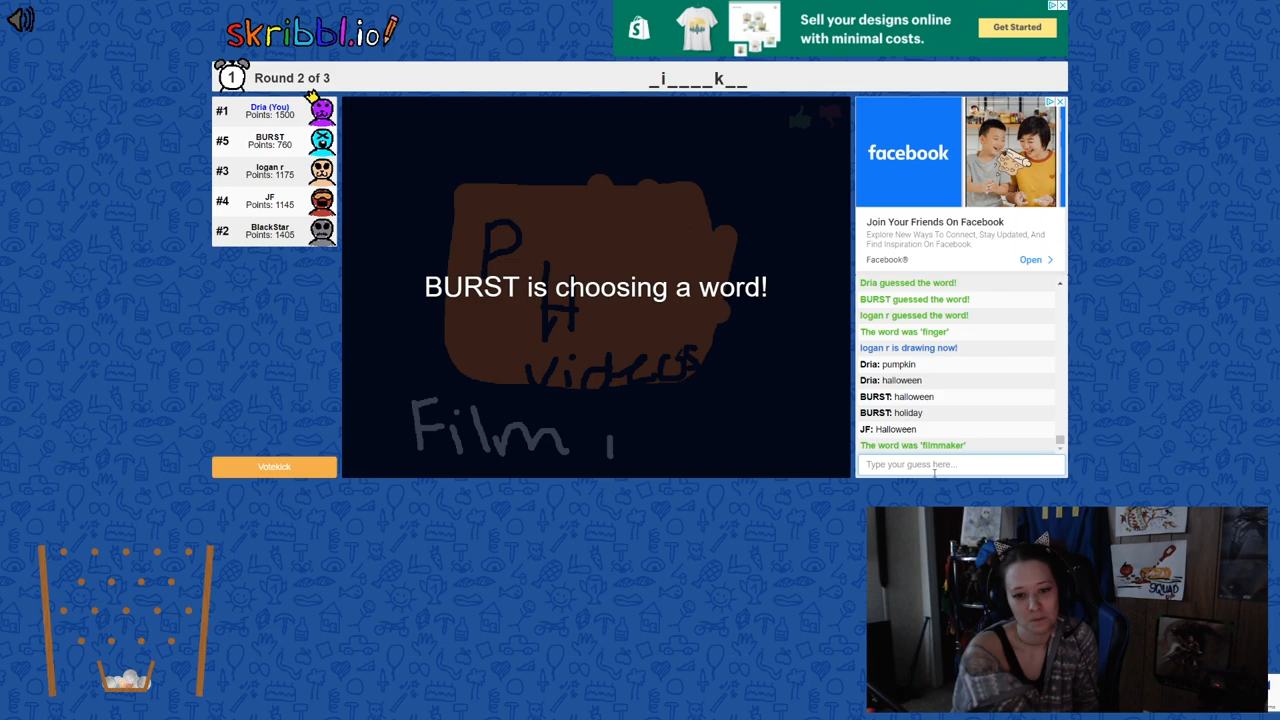 skribbl.io
Sell your designs online
with minimal costs.
Get Started
1
Round 2 of 3
_i____k__
#1
Dria (You)
Points: 1500
#5
BURST
Points: 760
#3
logan r
Points: 1175
#4
JF
Points: 1145
#2
BlackStar
Points: 1405
Votekick
P
H
videos
Film
BURST is choosing a word!
facebook
Join Your Friends On Facebook
Explore New Ways To Connect, Stay Updated, And
Find Inspiration On Facebook.
Facebook®
Open
Dria guessed the word!
BURST guessed the word!
logan r guessed the word!
The word was 'finger'
logan r is drawing now!
Dria: pumpkin
Dria: halloween
BURST: halloween
BURST: holiday
JF: Halloween
The word was 'filmmaker'
Type your guess here...
SQUAD